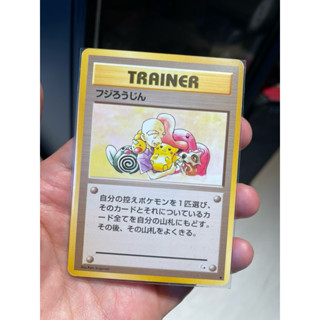 TRAINER
フジろうじん
自分の控えポケモンを1匹選び、
そのカードとそれについているカ
ード全てを自分の山札にもどす。
その後、その山札をよくきる。